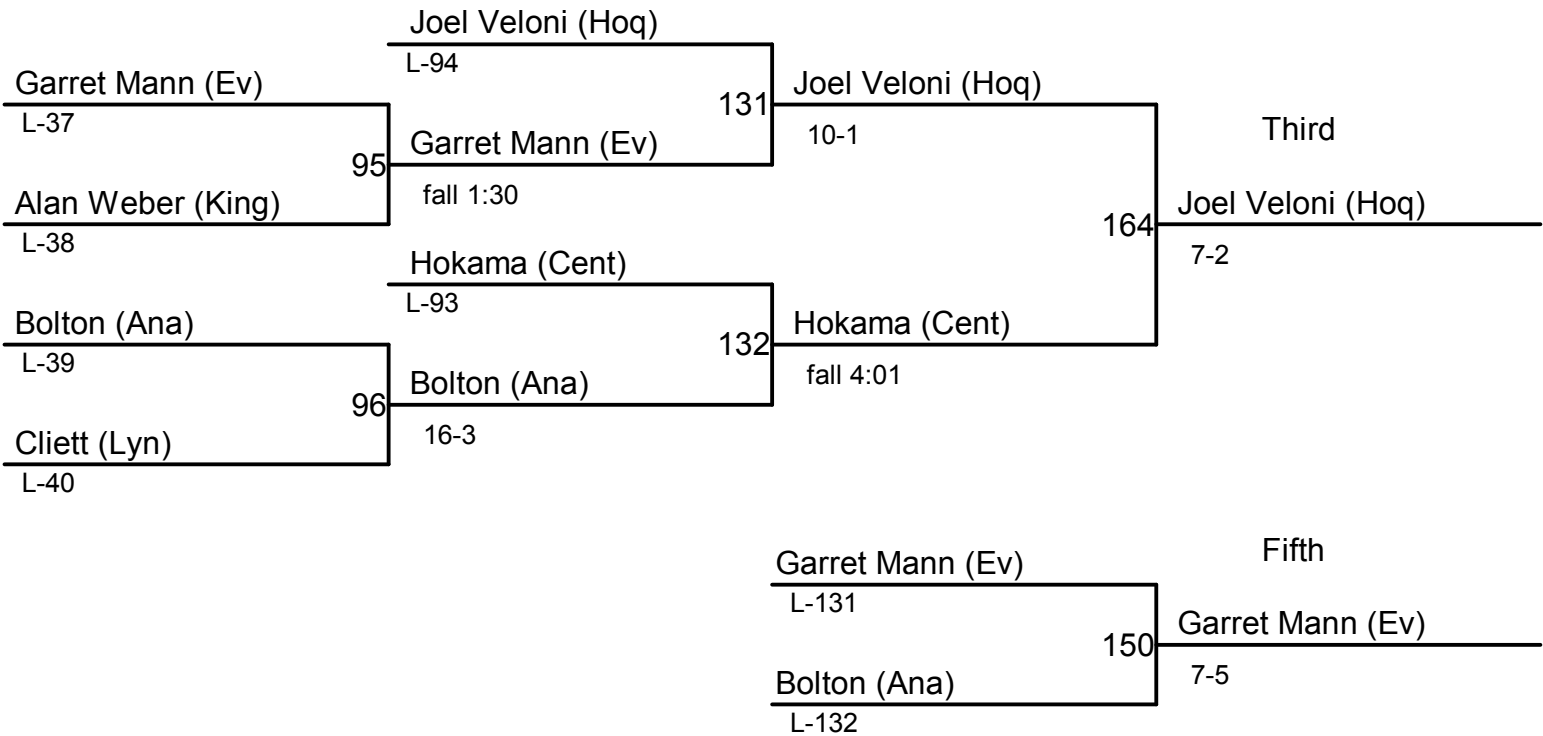 Joel Veloni (Hoq)
L-94
Garret Mann (Ev)
L-37
131
Joel Veloni (Hoq)
10-1
Third
95
Garret Mann (Ev)
fall 1:30
Alan Weber (King)
L-38
164
Joel Veloni (Hoq)
7-2
Hokama (Cent)
L-93
Bolton (Ana)
L-39
132
Hokama (Cent)
fall 4:01
96
Bolton (Ana)
16-3
Cliett (Lyn)
L-40
Fifth
Garret Mann (Ev)
L-131
150
Garret Mann (Ev)
7-5
Bolton (Ana)
L-132